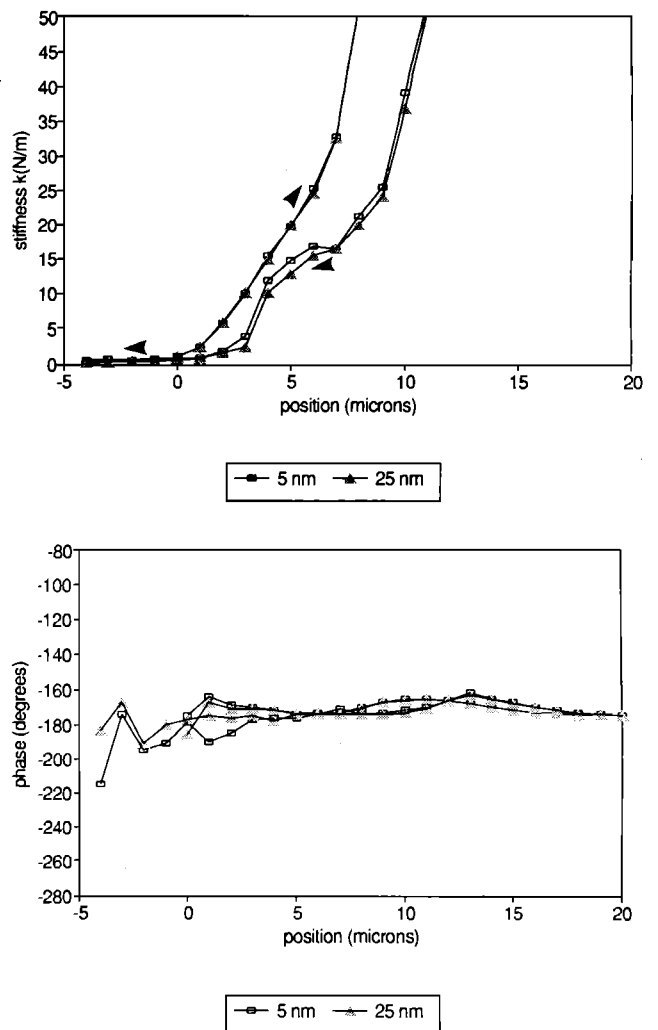 50
45
40
35
30
25
20
15
10
5
0
stiffness k(N/m)
-5 0 5 10 15 20
position (microns)
5 nm 25 nm
-80
-100
-120
-140
-160
-180
-200
-220
-240
-260
-280
phase (degrees)
-5 0 5 10 15 20
position (microns)
5 nm 25 nm